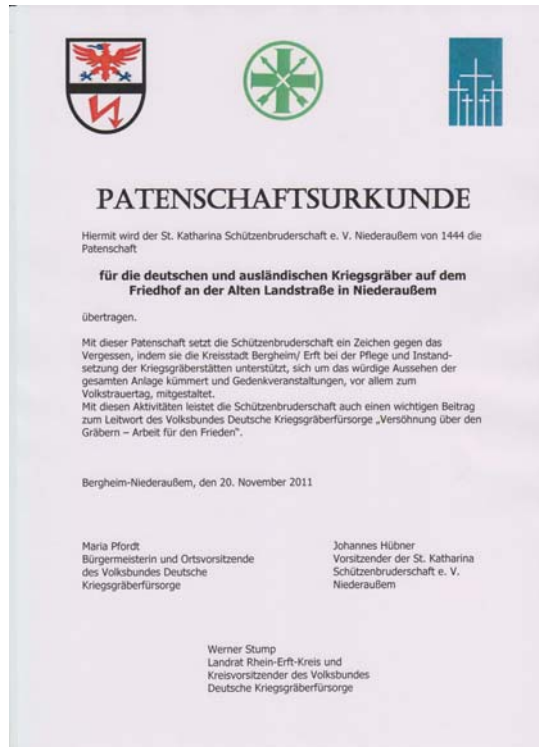 PATENSCHAFTSURKUNDE
Hiermit wird der St. Katharina Schützenbruderschaft e. V. Niederaußem von 1444 die
Patenschaft
für die deutschen und ausländischen Kriegsgräber auf dem
Friedhof an der Alten Landstraße in Niederaußem
übertragen.
Mit dieser Patenschaft setzt die Schützenbruderschaft ein Zeichen gegen das
Vergessen, indem sie die Kreisstadt Bergheim/ Erft bei der Pflege und Instand-
setzung der Kriegsgräberstätten unterstützt, sich um das würdige Aussehen der
gesamten Anlage kümmert und Gedenkveranstaltungen, vor allem zum
Volkstrauertag, mitgestaltet.
Mit diesen Aktivitäten leistet die Schützenbruderschaft auch einen wichtigen Beitrag
zum Leitwort des Volksbundes Deutsche Kriegsgräberfürsorge „Versöhnung über den
Gräbern – Arbeit für den Frieden“.
Bergheim-Niederaußem, den 20. November 2011
Maria Pfordt
Bürgermeisterin und Ortsvorsitzende
des Volksbundes Deutsche
Kriegsgräberfürsorge
Johannes Hübner
Vorsitzender der St. Katharina
Schützenbruderschaft e. V.
Niederaußem
Werner Stump
Landrat Rhein-Erft-Kreis und
Kreisvorsitzender des Volksbundes
Deutsche Kriegsgräberfürsorge